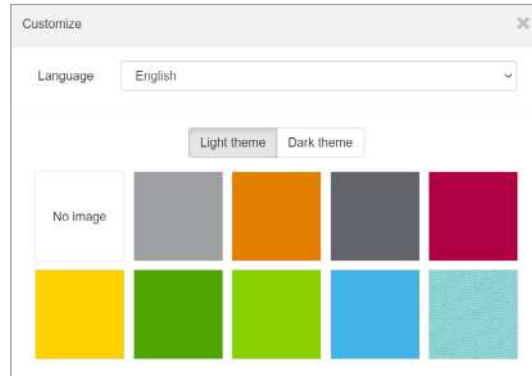 Customize
Language
English
Light theme
Dark theme
No image